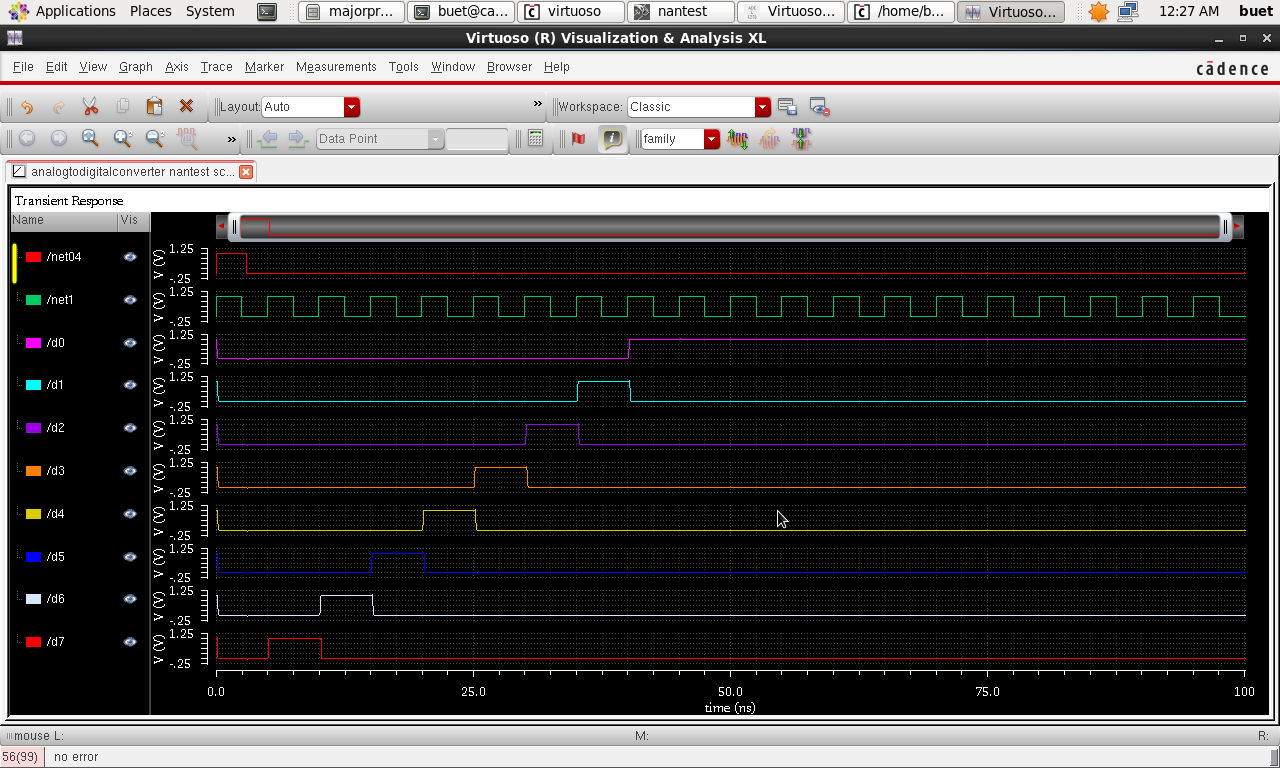 Applications Places System majorpr... buet@ca... virtuoso nantest Virtuoso... /home/b... Virtuoso... 12:27 AM buet
Virtuoso (R) Visualization & Analysis XL
File Edit View Graph Axis Trace Marker Measurements Tools Window Browser Help cādence
Layout: Auto » Workspace: Classic
» Data Point family
analogtodigitalconverter nantest sc...
Transient Response
Name Vis
/net04 V (V) 1.25 -.25
/net1 V (V) 1.25 -.25
/d0 V (V) 1.25 -.25
/d1 V (V) 1.25 -.25
/d2 V (V) 1.25 -.25
/d3 V (V) 1.25 -.25
/d4 V (V) 1.25 -.25
/d5 V (V) 1.25 -.25
/d6 V (V) 1.25 -.25
/d7 V (V) 1.25 -.25
0.0 25.0 50.0 75.0 100
time (ns)
mouse L: M: R:
56(99) no error